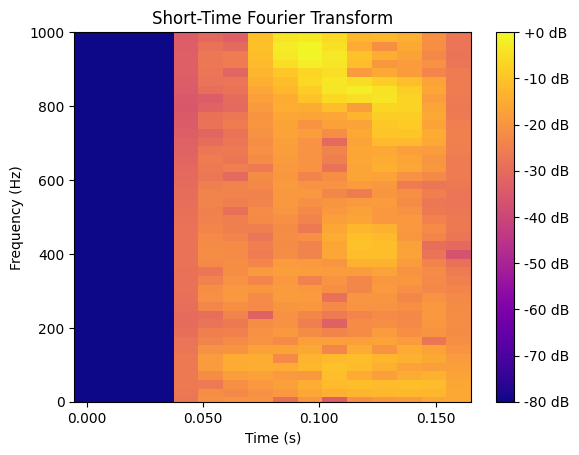 Short-Time Fourier Transform
1000
800
600
400
200
0
Frequency (Hz)
0.000
0.050
0.100
0.150
Time (s)
+0 dB
-10 dB
-20 dB
-30 dB
-40 dB
-50 dB
-60 dB
-70 dB
-80 dB